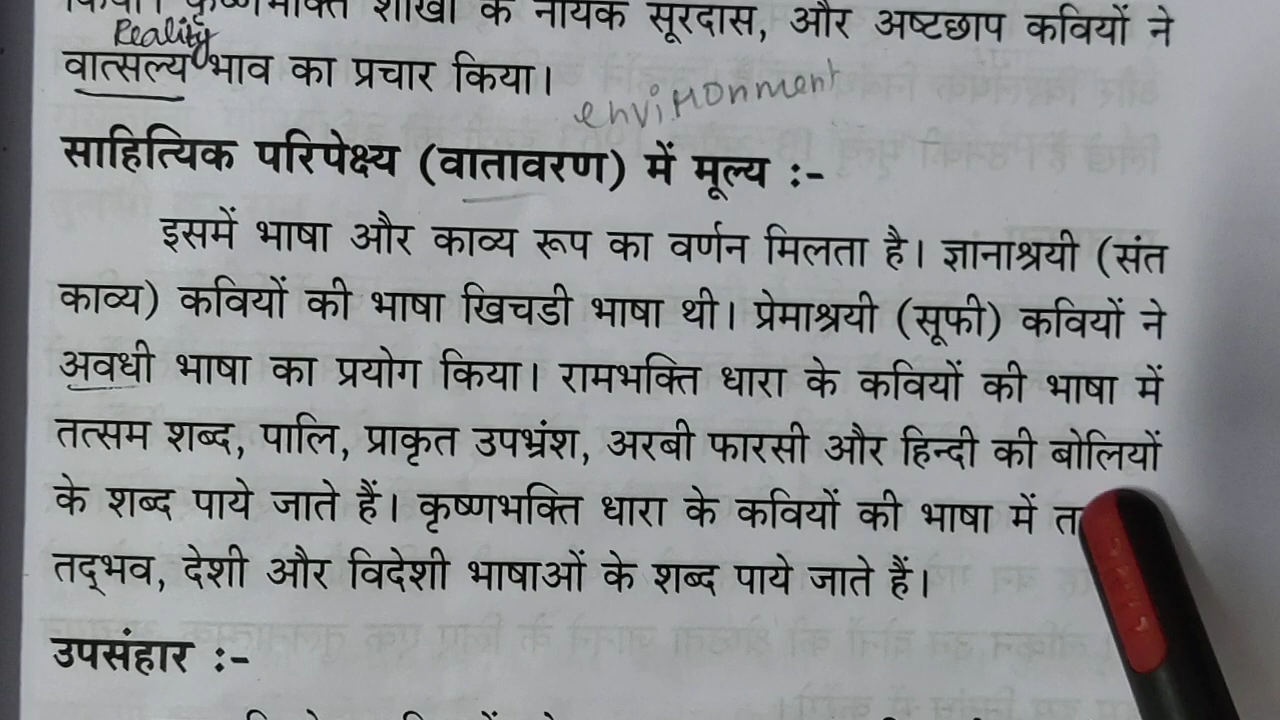 किया। कृष्णभक्ति शाखा के नायक सूरदास, और अष्टछाप कवियों ने
Reality
वात्सल्य भाव का प्रचार किया।
environment
साहित्यिक परिपेक्ष्य (वातावरण) में मूल्य :-
इसमें भाषा और काव्य रूप का वर्णन मिलता है। ज्ञानाश्रयी (संत
काव्य) कवियों की भाषा खिचडी भाषा थी। प्रेमाश्रयी (सूफी) कवियों ने
अवधी भाषा का प्रयोग किया। रामभक्ति धारा के कवियों की भाषा में
तत्सम शब्द, पालि, प्राकृत उपभ्रंश, अरबी फारसी और हिन्दी की बोलियों
के शब्द पाये जाते हैं। कृष्णभक्ति धारा के कवियों की भाषा में
तद्भव, देशी और विदेशी भाषाओं के शब्द पाये जाते हैं।
उपसंहार :-